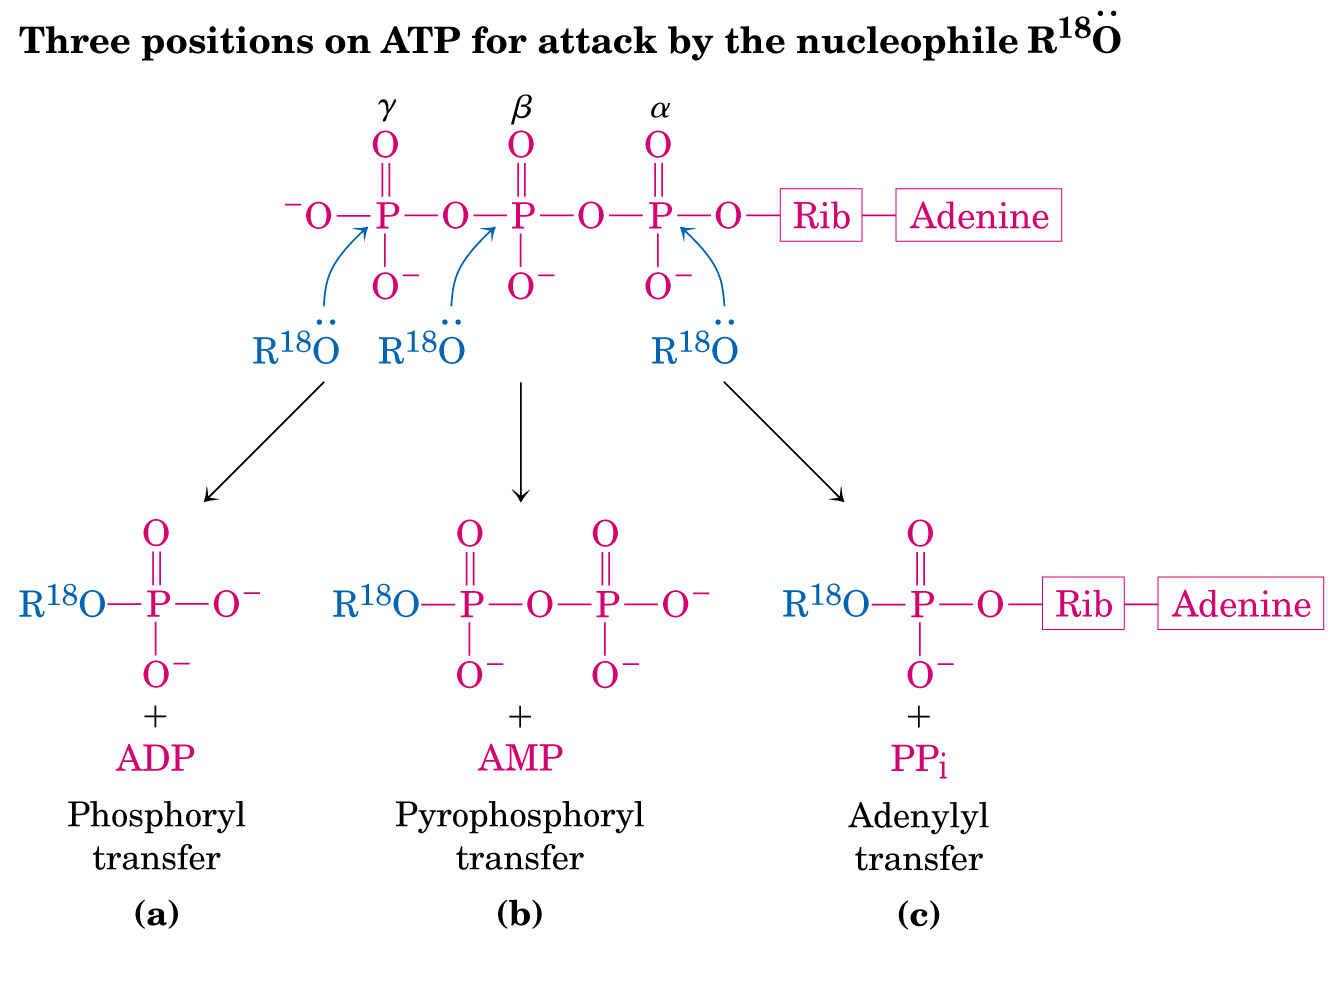 Three positions on ATP for attack by the nucleophile R¹⁸Ö
γ β α
O O O
⁻O—P—O—P—O—P—O—Rib—Adenine
O⁻ O⁻ O⁻
R¹⁸Ö R¹⁸Ö R¹⁸Ö
O O O O
R¹⁸O—P—O⁻ R¹⁸O—P—O—P—O⁻ R¹⁸O—P—O—Rib—Adenine
O⁻ O⁻ O⁻ O⁻
+ + +
ADP AMP PPᵢ
Phosphoryl Pyrophosphoryl Adenylyl
transfer transfer transfer
(a) (b) (c)